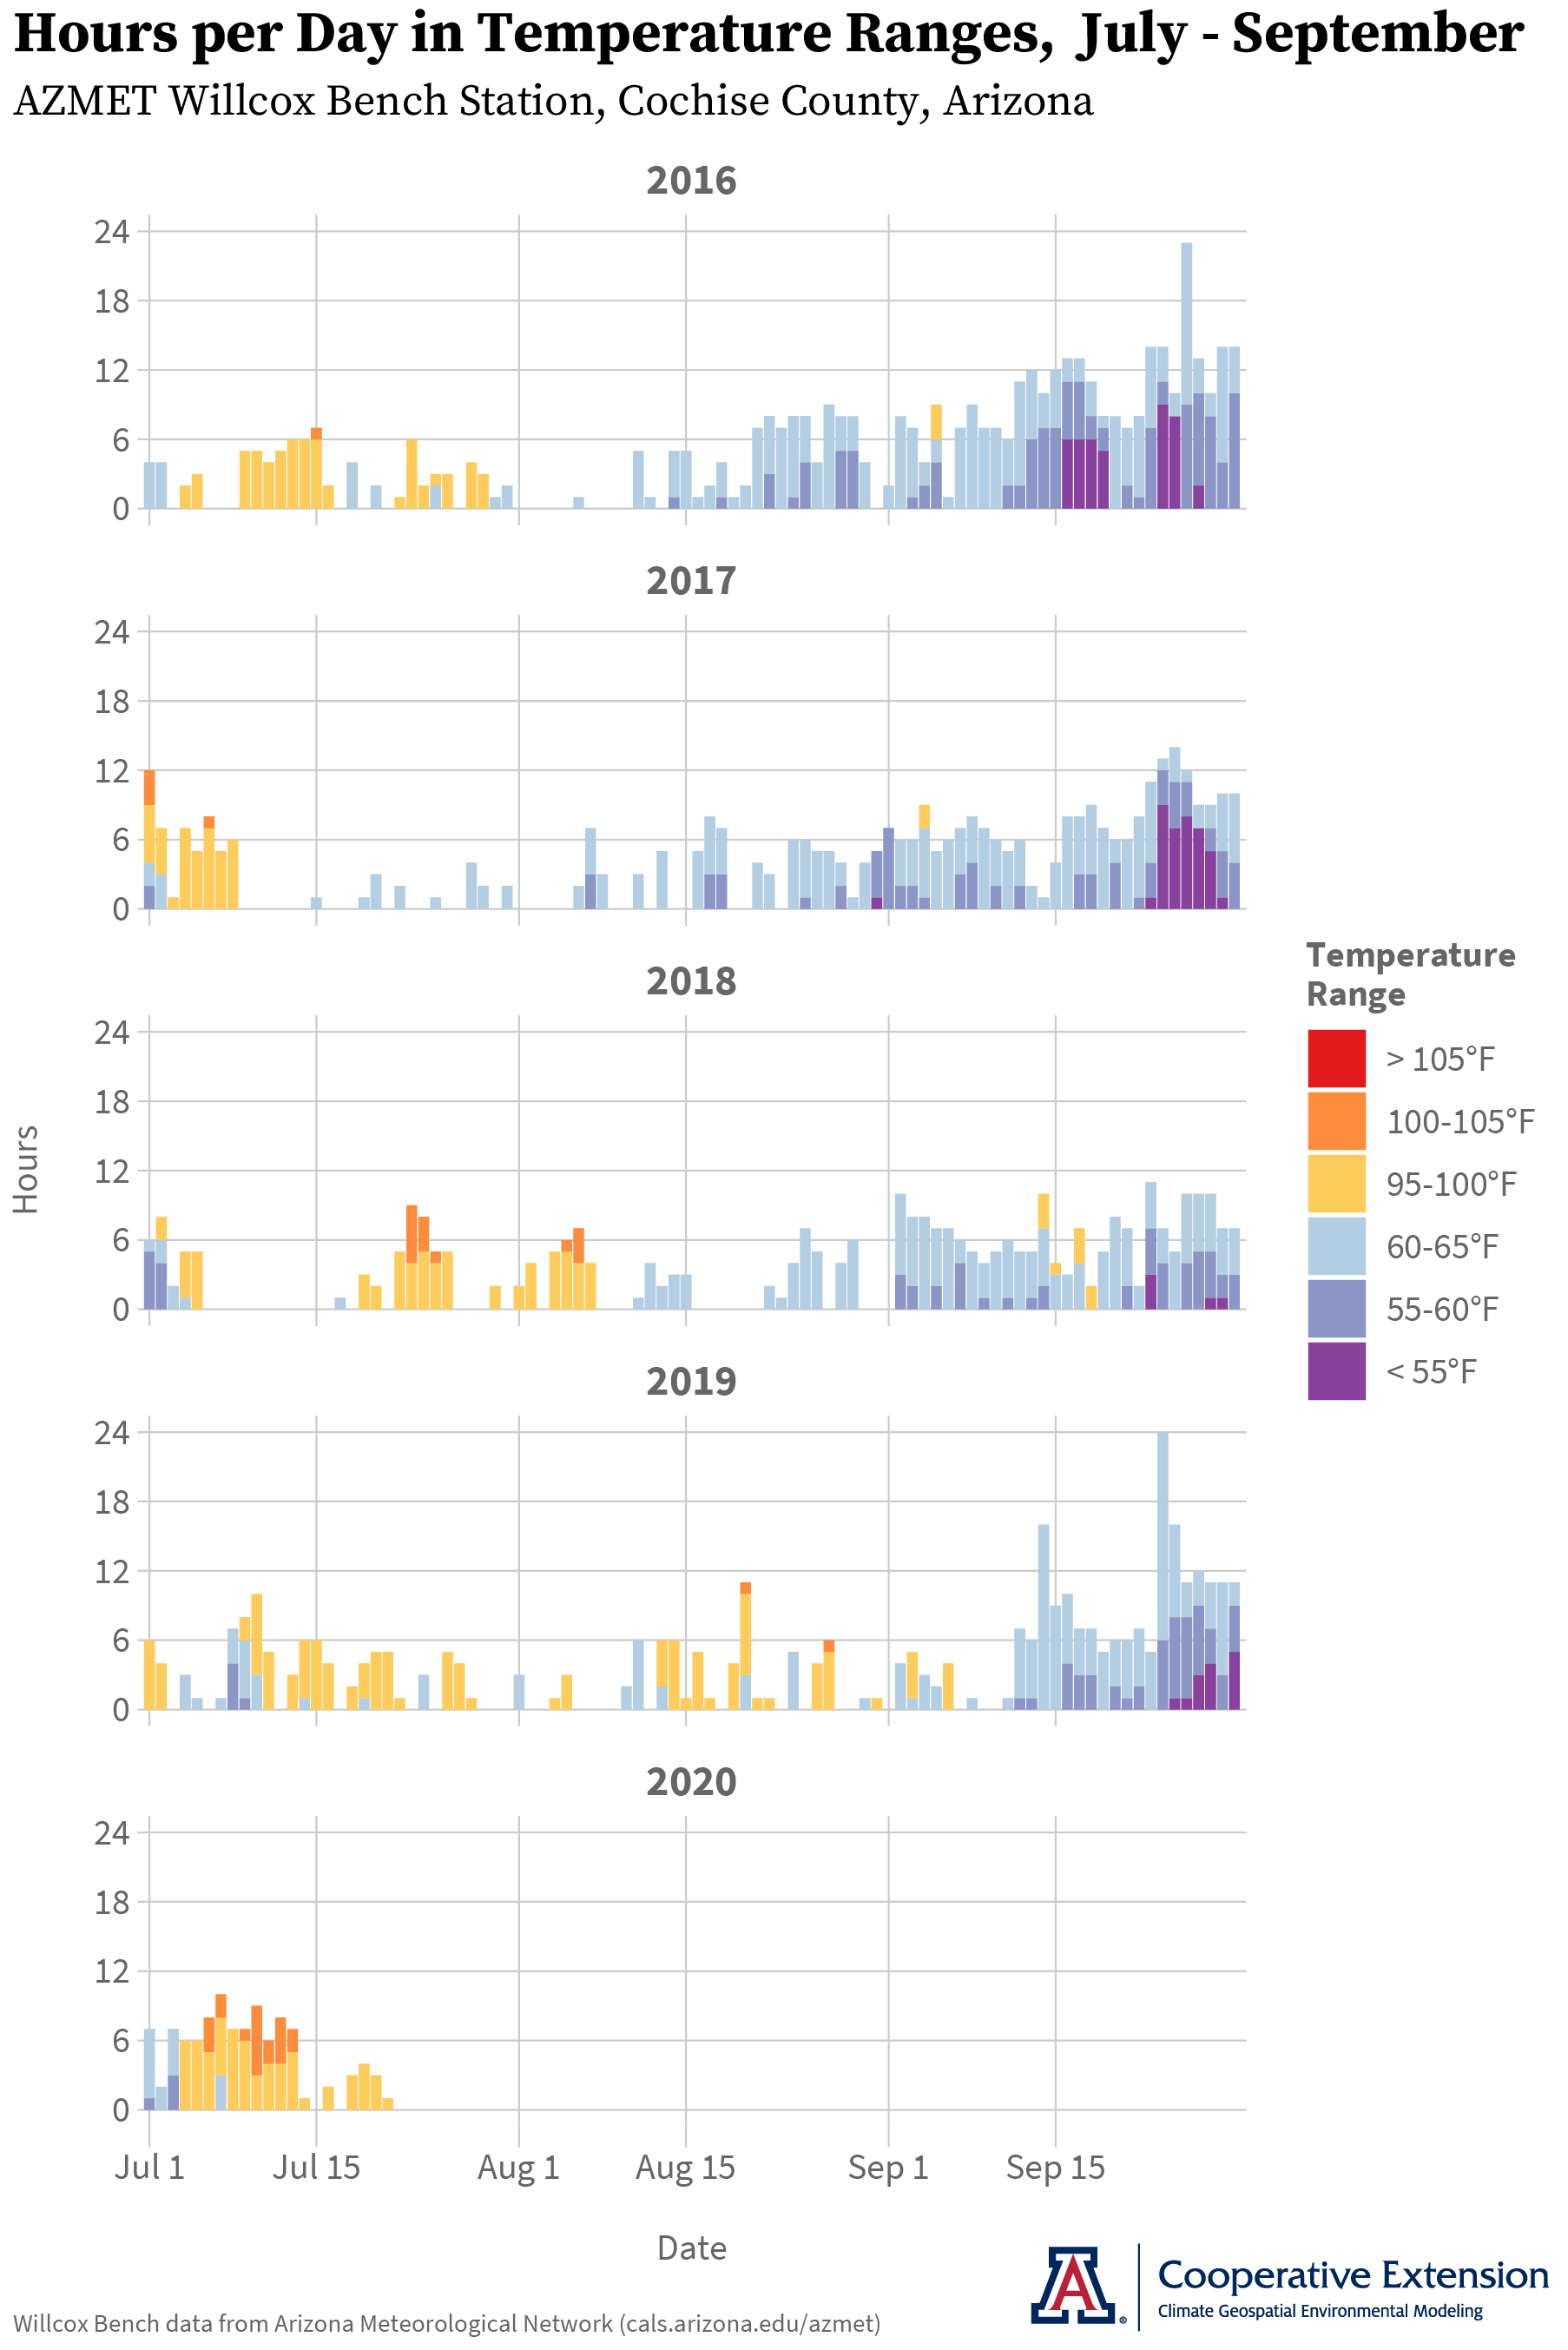 Hours per Day in Temperature Ranges, July - September
AZMET Willcox Bench Station, Cochise County, Arizona
2016
24
18
12
6
0
2017
24
18
12
6
0
2018
24
18
12
6
0
2019
24
18
12
6
0
2020
24
18
12
6
0
Hours
Jul 1
Jul 15
Aug 1
Aug 15
Sep 1
Sep 15
Date
Temperature
Range
> 105°F
100-105°F
95-100°F
60-65°F
55-60°F
< 55°F
Willcox Bench data from Arizona Meteorological Network (cals.arizona.edu/azmet)
A®
Cooperative Extension
Climate Geospatial Environmental Modeling